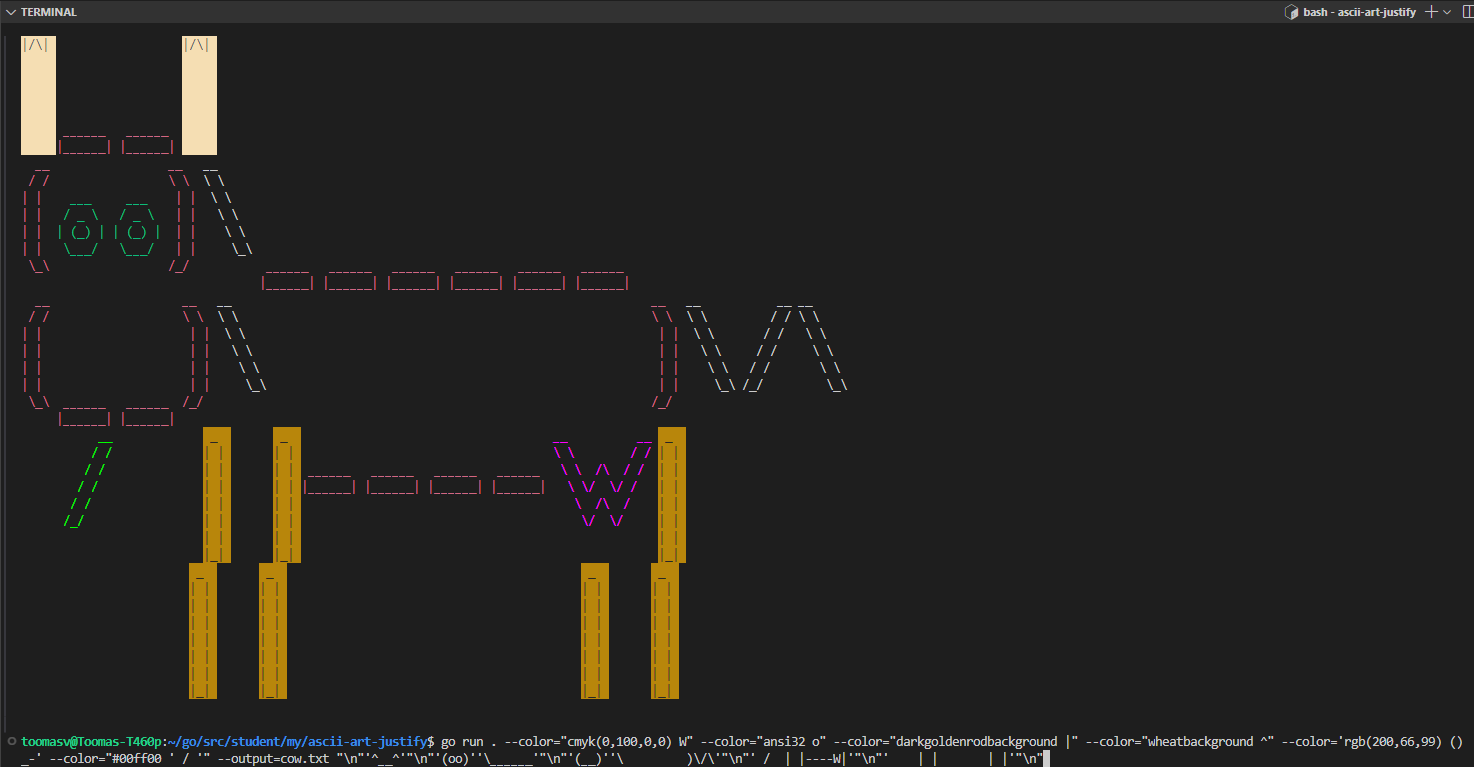 TERMINAL
bash - ascii-art-justify
toomasv@Toomas-T460p:~/go/src/student/my/ascii-art-justify$ go run . --color="cmyk(0,100,0,0) W" --color="ansi32 o" --color="darkgoldenrodbackground |" --color="wheatbackground ^" --color='rgb(200,66,99) ()
_-' --color="#00ff00 ' / '" --output=cow.txt "\n"'^__^'"\n"'(oo)''\______'"\n"'(__)''\         )\/\'"\n"' /  | |----W|'"\n"'    | |       | |'"\n"